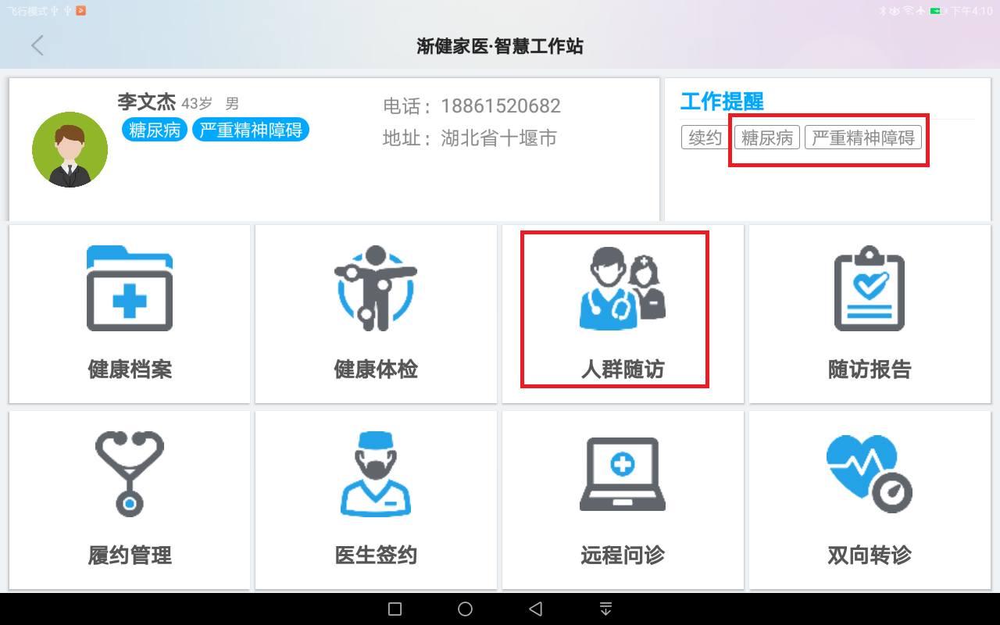 飞行模式 下午4:10
渐健家医·智慧工作站
李文杰 43岁 男
糖尿病 严重精神障碍
电话： 18861520682
地址： 湖北省十堰市
工作提醒
续约 糖尿病 严重精神障碍
健康档案 健康体检 人群随访 随访报告
履约管理 医生签约 远程问诊 双向转诊